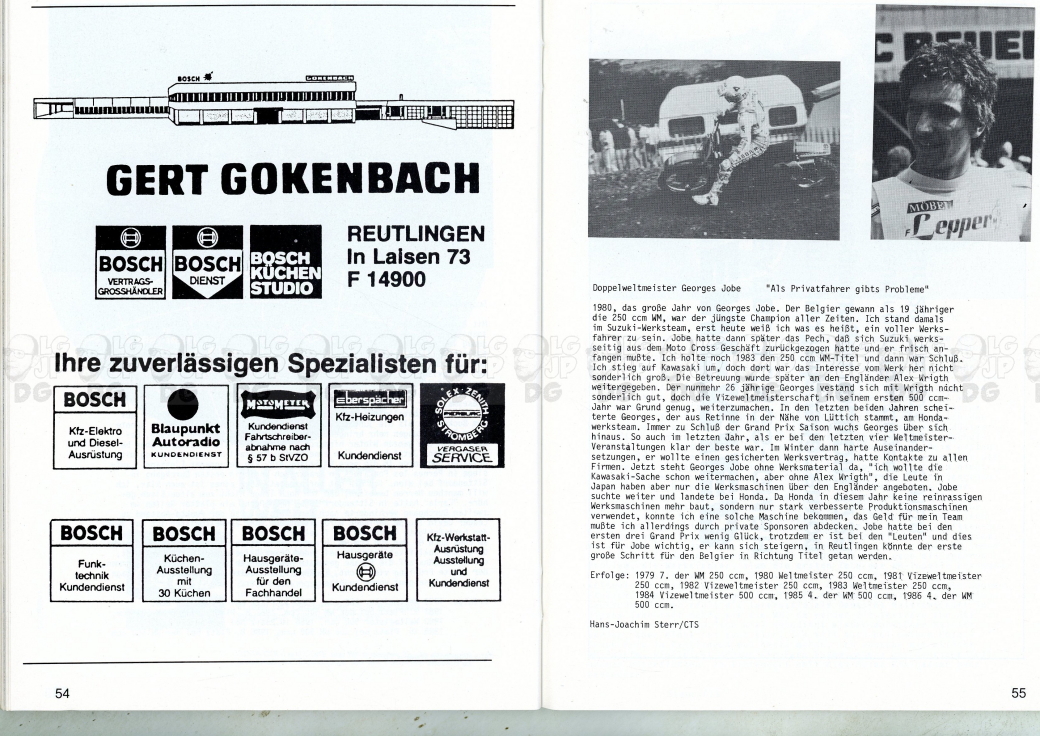 BOSCH
GOKENBACH
GERT GOKENBACH
BOSCH
VERTRAGS-
GROSSHÄNDLER
BOSCH
DIENST
BOSCH
KÜCHEN
STUDIO
REUTLINGEN
In Laisen 73
F 14900
Ihre zuverlässigen Spezialisten für:
BOSCH
Kfz-Elektro
und Diesel-
Ausrüstung
Blaupunkt
Autoradio
KUNDENDIENST
MOTOMETER
Kundendienst
Fahrtschreiber-
abnahme nach
§ 57 b StVZO
eberspächer
Kfz-Heizungen
Kundendienst
SOLEX-ZENITH
PIERBURG
STROMBERG
VERGASER
SERVICE
BOSCH
Funk-
technik
Kundendienst
BOSCH
Küchen-
Ausstellung
mit
30 Küchen
BOSCH
Hausgeräte-
Ausstellung
für den
Fachhandel
BOSCH
Hausgeräte
Kundendienst
Kfz-Werkstatt-
Ausrüstung
Ausstellung
und
Kundendienst
54
MÖBEL
Lepper
Doppelweltmeister Georges Jobe "Als Privatfahrer gibts Probleme"
1980, das große Jahr von Georges Jobe. Der Belgier gewann als 19 jähriger
die 250 ccm WM, war der jüngste Champion aller Zeiten. Ich stand damals
im Suzuki-Werksteam, erst heute weiß ich was es heißt, ein voller Werks-
fahrer zu sein. Jobe hatte dann später das Pech, daß sich Suzuki werks-
seitig aus dem Moto Cross Geschäft zurückgezogen hatte und er frisch an-
fangen mußte. Ich holte noch 1983 den 250 ccm WM-Titel und dann war Schluß.
Ich stieg auf Kawasaki um, doch dort war das Interesse vom Werk her nicht
sonderlich groß. Die Betreuung wurde später an den Engländer Alex Wrigth
weitergegeben. Der nunmehr 26 jährige Georges vestand sich mit Wrigth nicht
sonderlich gut, doch die Vizeweltmeisterschaft in seinem ersten 500 ccm-
Jahr war Grund genug, weiterzumachen. In den letzten beiden Jahren schei-
terte Georges, der aus Retinne in der Nähe von Lüttich stammt, am Honda-
werksteam. Immer zu Schluß der Grand Prix Saison wuchs Georges über sich
hinaus. So auch im letzten Jahr, als er bei den letzten vier Weltmeister-
Veranstaltungen klar der beste war. Im Winter dann harte Auseinander-
setzungen, er wollte einen gesicherten Werksvertrag, hatte Kontakte zu allen
Firmen. Jetzt steht Georges Jobe ohne Werksmaterial da, "ich wollte die
Kawasaki-Sache schon weitermachen, aber ohne Alex Wrigth", die Leute in
Japan haben aber nur die Werksmaschinen über den Engländer angeboten. Jobe
suchte weiter und landete bei Honda. Da Honda in diesem Jahr keine reinrassigen
Werksmaschinen mehr baut, sondern nur stark verbesserte Produktionsmaschinen
verwendet, konnte ich eine solche Maschine bekommen, das Geld für mein Team
mußte ich allerdings durch private Sponsoren abdecken. Jobe hatte bei den
ersten drei Grand Prix wenig Glück, trotzdem er ist bei den "Leuten" und dies
ist für Jobe wichtig, er kann sich steigern, in Reutlingen könnte der erste
große Schritt für den Belgier in Richtung Titel getan werden.
Erfolge: 1979 7. der WM 250 ccm, 1980 Weltmeister 250 ccm, 1981 Vizeweltmeister
250 ccm, 1982 Vizeweltmeister 250 ccm, 1983 Weltmeister 250 ccm,
1984 Vizeweltmeister 500 ccm, 1985 4. der WM 500 ccm, 1986 4. der WM
500 ccm.
Hans-Joachim Sterr/CTS
55